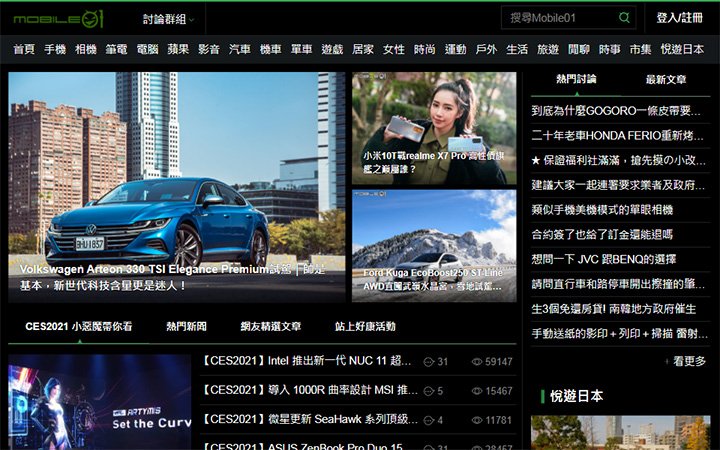 MOBILE01
討論群組
搜尋Mobile01
登入/註冊
首頁 手機 相機 筆電 電腦 蘋果 影音 汽車 機車 單車 遊戲 居家 女性 時尚 運動 戶外 生活 旅遊 閒聊 時事 市集 悅遊日本
Volkswagen Arteon 330 TSI Elegance Premium試駕|帥是
基本,新世代科技含量更是迷人!
小米10T戰realme X7 Pro 高性價旗
艦之巔屬誰?
Ford Kuga EcoBoost250 ST-Line
AWD直闖武嶺水晶宮,雪地試駕…
熱門討論
最新文章
到底為什麼GOGORO一條皮帶要…
二十年老車HONDA FERIO重新烤…
★ 保證福利社滿滿,搶先摸の小改…
建議大家一起連署要求業者及政府…
類似手機美機模式的單眼相機
合約簽了也給了訂金還能退嗎
想問一下 JVC 跟BENQ的選擇
請問直行車和路停車開出擦撞的肇…
生3個免還房貸! 南韓地方政府催生
手動送紙的影印＋列印＋掃描 雷射…
+ 看更多
CES2021 小惡魔帶你看
熱門新聞
網友精選文章
站上好康活動
【CES2021】Intel 推出新一代 NUC 11 超… 31 59147
【CES2021】導入 1000R 曲率設計 MSI 推… 5 15467
【CES2021】微星更新 SeaHawk 系列頂級… 4 11781
【CES2021】ASUS ZenBook Pro Duo 15 31 28467
ARTYMIS
Set the Curv
悅遊日本